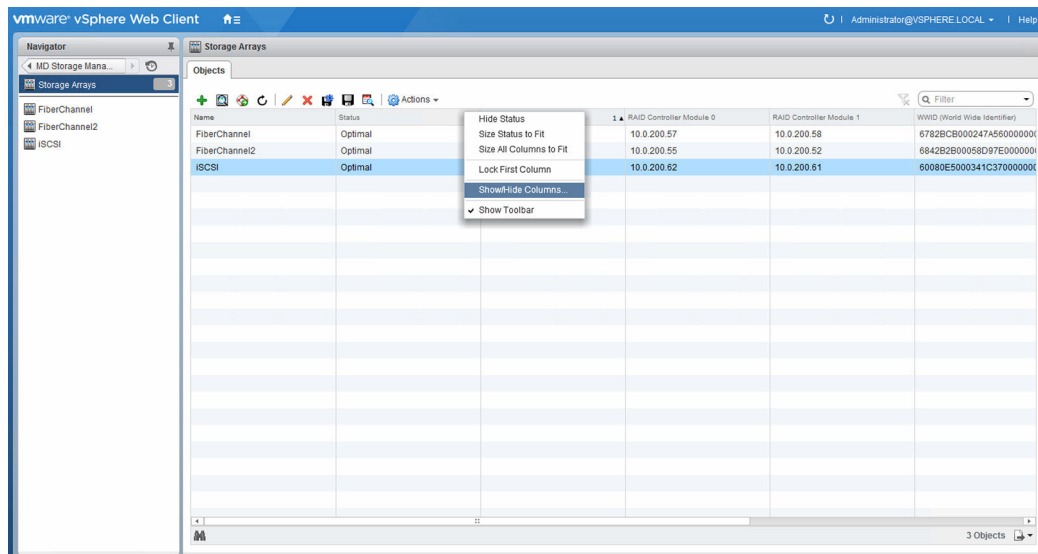 vmware® vSphere Web Client
Administrator@VSPHERE.LOCAL
Help
Navigator
MD Storage Mana...
Storage Arrays 3
FiberChannel
FiberChannel2
iSCSI
Storage Arrays
Objects
Actions
Filter
Name Status 1 RAID Controller Module 0 RAID Controller Module 1 WWID (World Wide Identifier)
FiberChannel Optimal 10.0.200.57 10.0.200.58 6782BCB000247A560000000
FiberChannel2 Optimal 10.0.200.55 10.0.200.52 6842B2B00058D97E0000000
iSCSI Optimal 10.0.200.62 10.0.200.61 60080E5000341C370000000
Hide Status
Size Status to Fit
Size All Columns to Fit
Lock First Column
Show/Hide Columns...
Show Toolbar
3 Objects